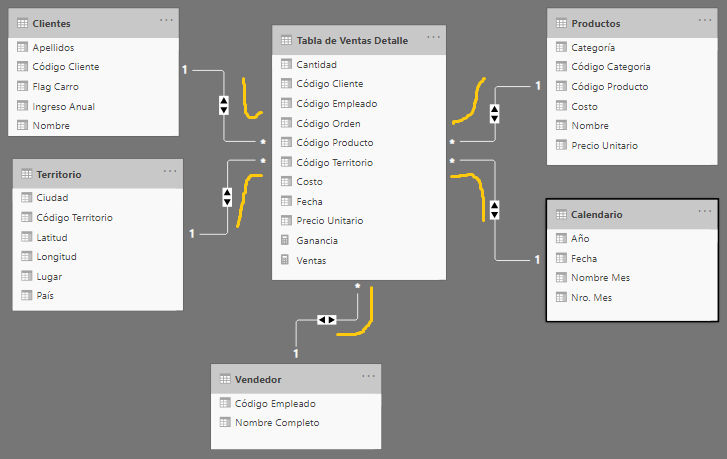 Clientes
Apellidos
Código Cliente
Flag Carro
Ingreso Anual
Nombre
Territorio
Ciudad
Código Territorio
Latitud
Longitud
Lugar
País
Tabla de Ventas Detalle
Cantidad
Código Cliente
Código Empleado
Código Orden
Código Producto
Código Territorio
Costo
Fecha
Precio Unitario
Ganancia
Ventas
Vendedor
Código Empleado
Nombre Completo
Productos
Categoría
Código Categoria
Código Producto
Costo
Nombre
Precio Unitario
Calendario
Año
Fecha
Nombre Mes
Nro. Mes
1
*
1
*
1
*
1
*
1
*